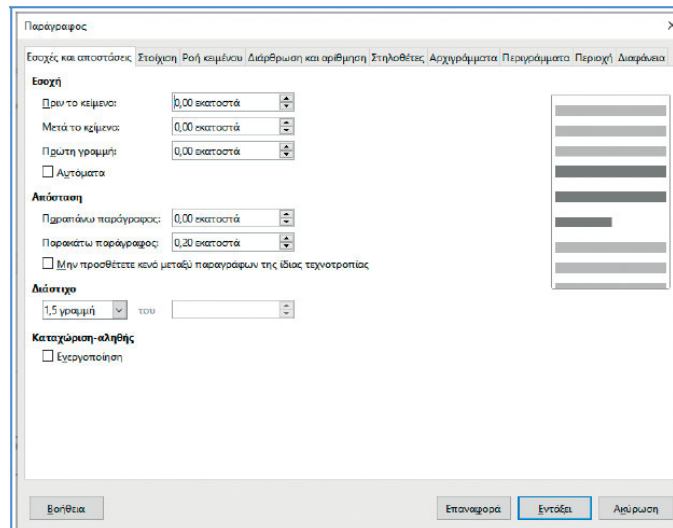 Παράγραφος
Εσοχές και αποστάσεις Στοίχιση Ροή κειμένου Διάρθρωση και αρίθμηση Στηλοθέτες Αρχιγράμματα Περιγράμματα Περιοχή Διαφάνεια
Εσοχή
Πριν το κείμενο: 0,00 εκατοστά
Μετά το κείμενο: 0,00 εκατοστά
Πρώτη γραμμή: 0,00 εκατοστά
Αυτόματα
Απόσταση
Παραπάνω παράγραφος: 0,00 εκατοστά
Παρακάτω παράγραφος: 0,20 εκατοστά
Μην προσθέτετε κενό μεταξύ παραγράφων της ίδιας τεχνοτροπίας
Διάστιχο
1,5 γραμμή του
Καταχώριση-αληθής
Ενεργοποίηση
Βοήθεια Επαναφορά Εντάξει Ακύρωση